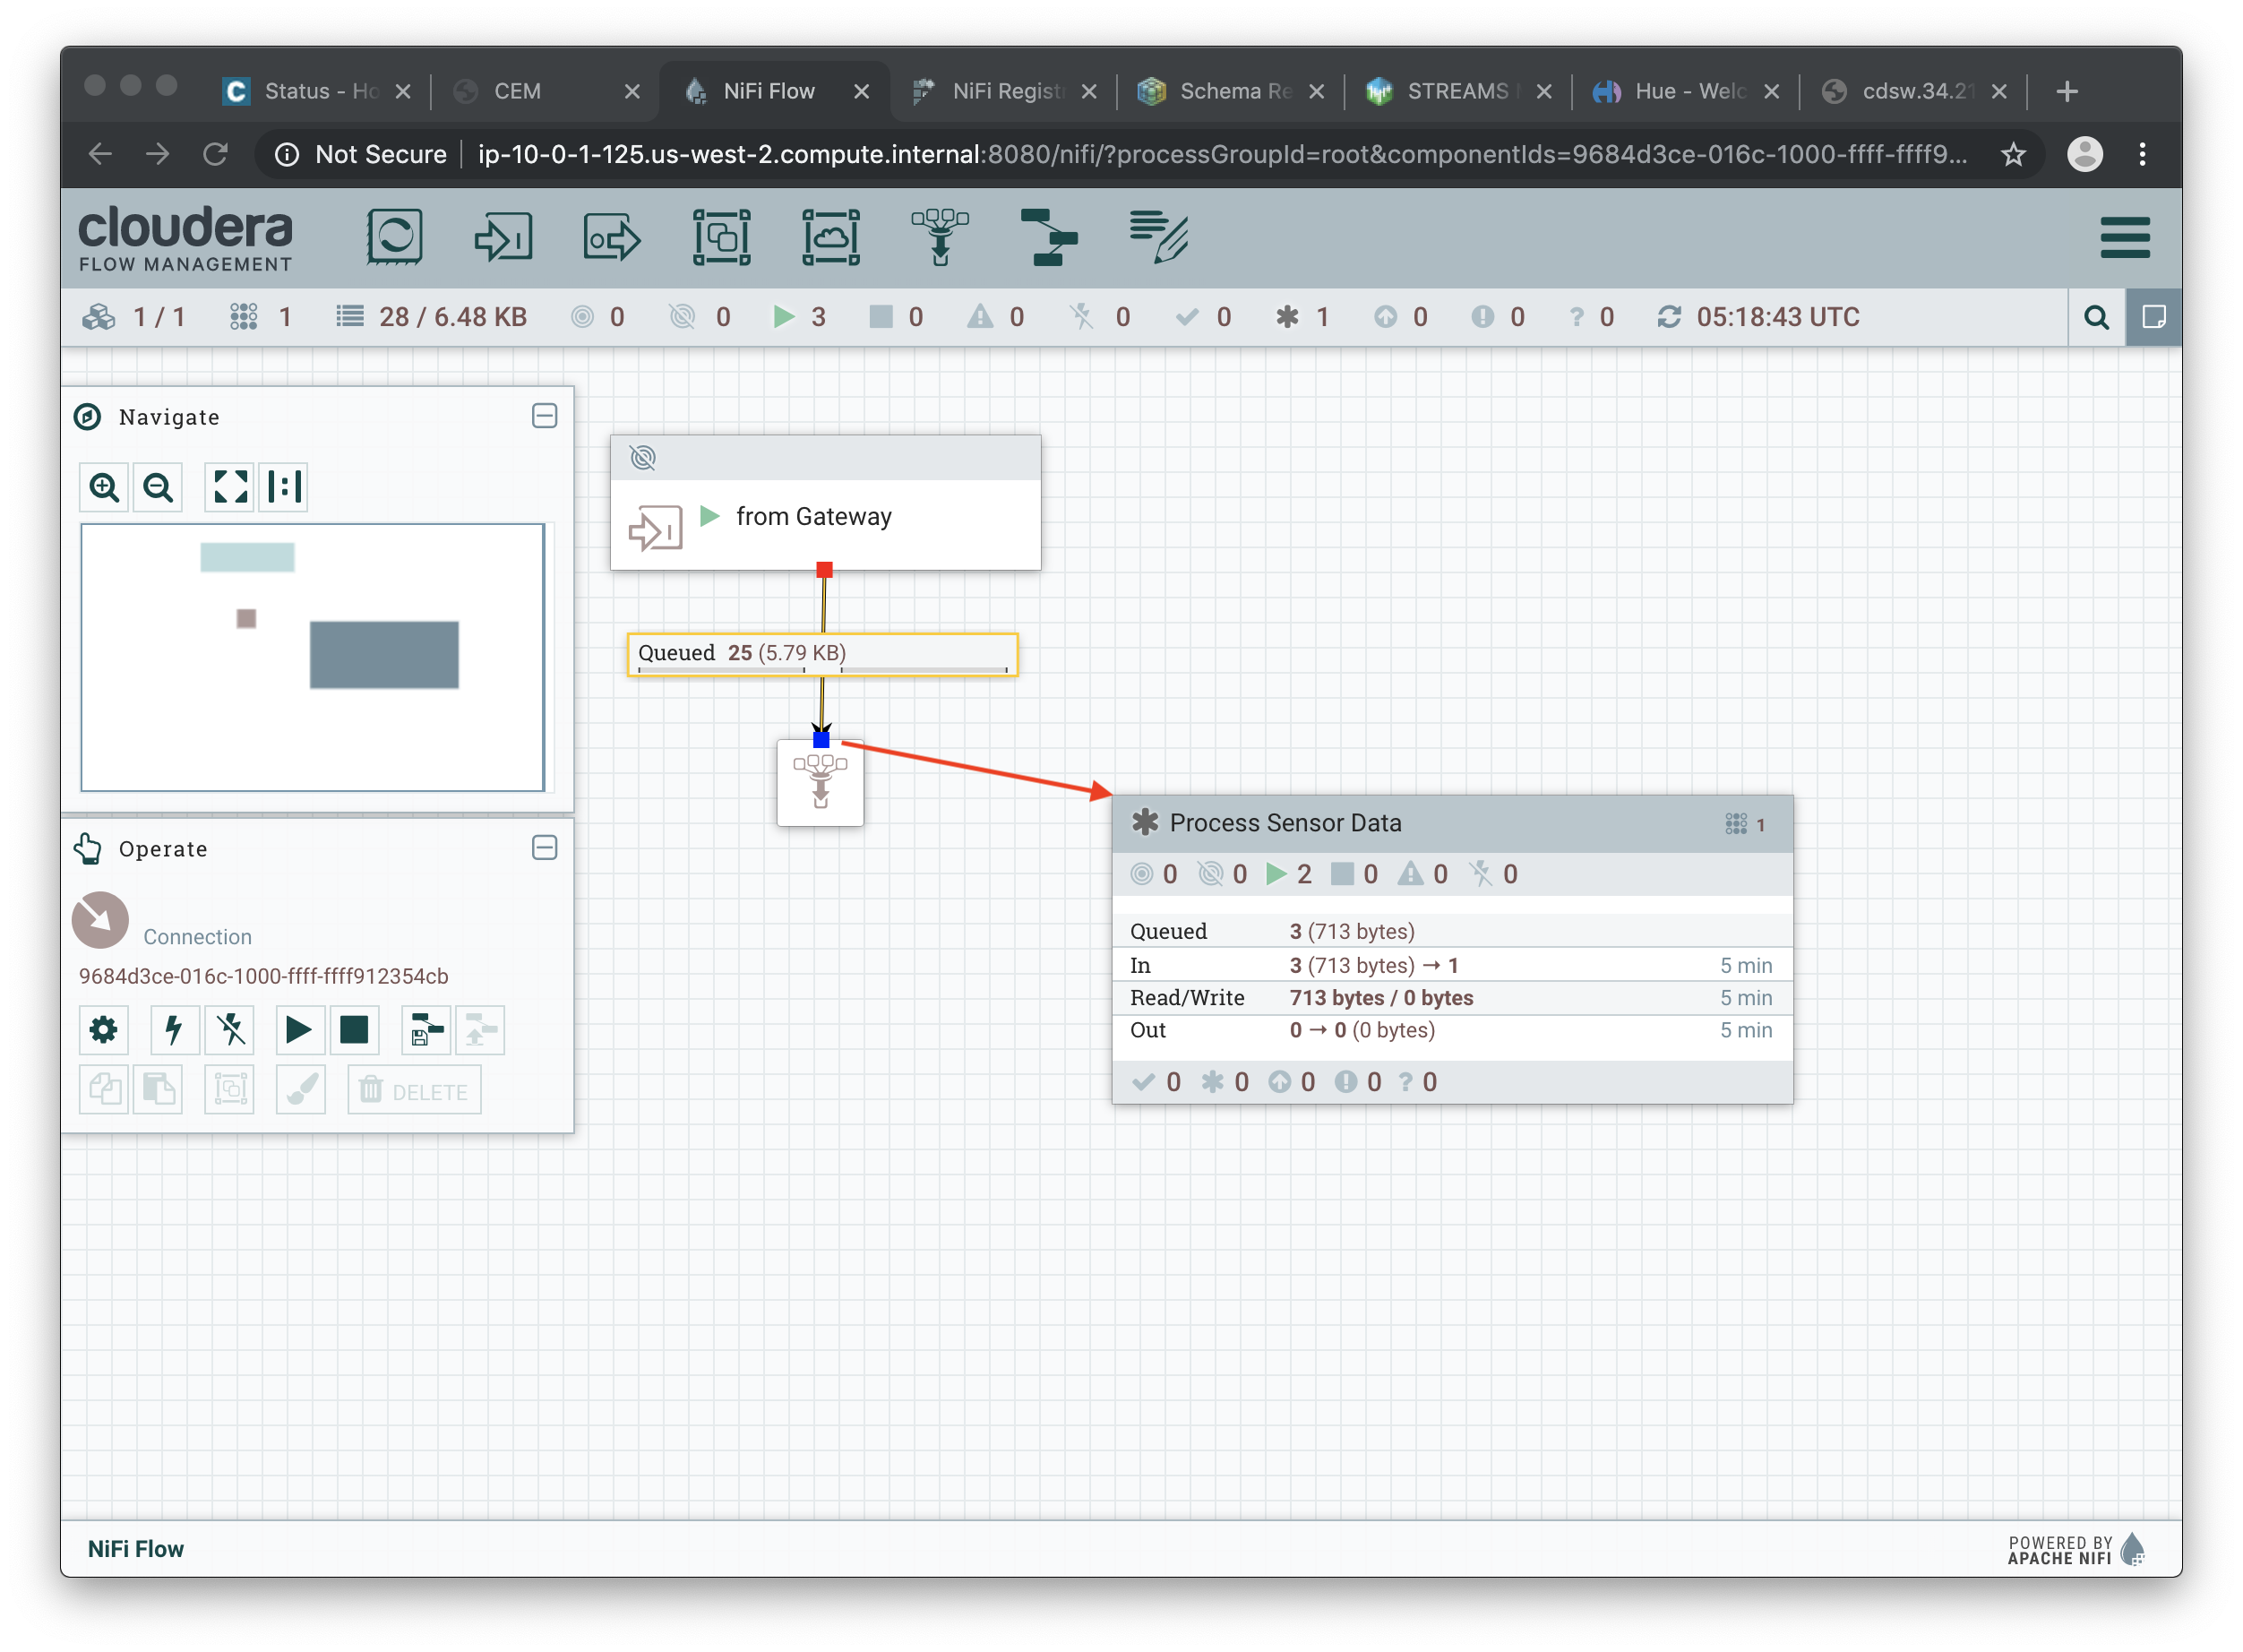 Status - Ho
CEM
NiFi Flow
NiFi Regist
Schema Re
STREAMS
Hue - Welc
cdsw.34.21
Not Secure
ip-10-0-1-125.us-west-2.compute.internal:8080/nifi/?processGroupId=root&componentIds=9684d3ce-016c-1000-ffff-ffff9...
cloudera
FLOW MANAGEMENT
1 / 1
1
28 / 6.48 KB
0
0
3
0
0
0
0
1
0
0
? 0
05:18:43 UTC
Navigate
from Gateway
Queued 25 (5.79 KB)
Process Sensor Data
1
0
0
2
0
0
0
Queued 3 (713 bytes)
In 3 (713 bytes) → 1 5 min
Read/Write 713 bytes / 0 bytes 5 min
Out 0 → 0 (0 bytes) 5 min
0
0
0
0
? 0
Operate
Connection
9684d3ce-016c-1000-ffff-ffff912354cb
DELETE
NiFi Flow
POWERED BY
APACHE NIFI